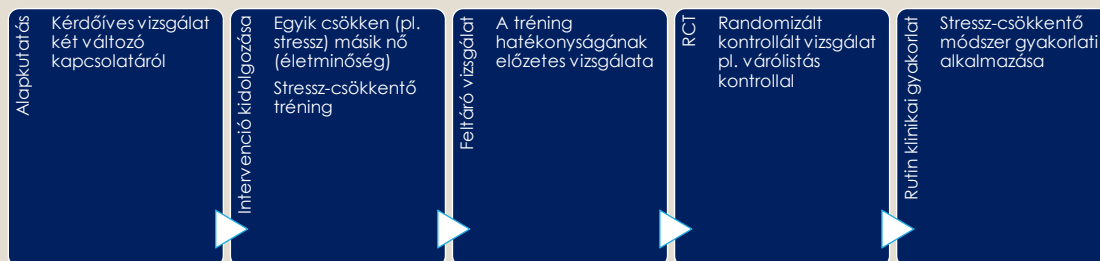 Alapkutatás
Kérdőíves vizsgálat
két változó
kapcsolatáról
Intervenció kidolgozása
Egyik csökken (pl.
stressz) másik nő
(életminőség)
Stressz-csökkentő
tréning
Feltáró vizsgálat
A tréning
hatékonyságának
előzetes vizsgálata
RCT
Randomizált
kontrollált vizsgálat
pl. várólistás
kontrollal
Rutin klinikai gyakorlat
Stressz-csökkentő
módszer gyakorlati
alkalmazása